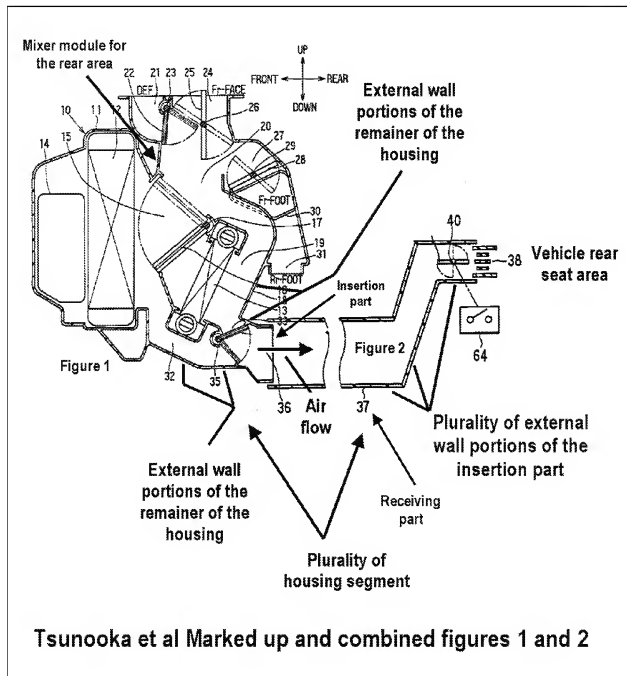 Mixer module for
the rear area
UP
FRONT
REAR
DOWN
External wall
portions of the
remainer of the
housing
22
21
23
25
24
DEF
Fr-FACE
26
20
27
29
28
10
11
12
15
14
Fr-FOOT
30
17
19
31
Rr-FOOT
18
13
33
Insertion
part
40
38
Vehicle rear
seat area
64
Figure 1
Figure 2
32
35
36
37
Air
flow
Plurality of external
wall portions of the
insertion part
External wall
portions of the
remainer of the
housing
Receiving
part
Plurality of
housing segment
Tsunooka et al Marked up and combined figures 1 and 2